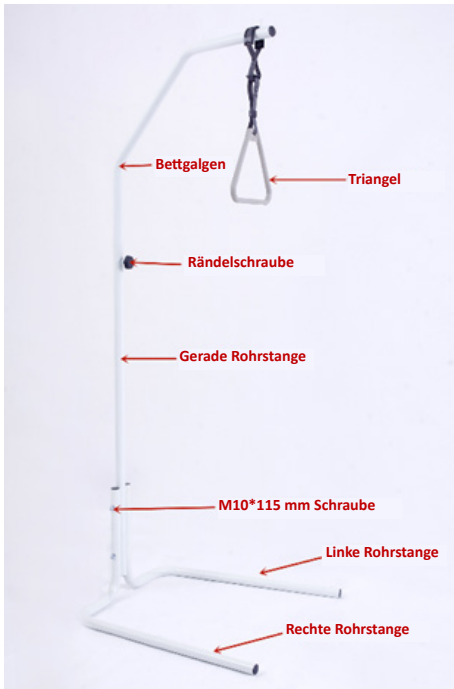 Bettgalgen
Triangel
Rändelschraube
Gerade Rohrstange
M10*115 mm Schraube
Linke Rohrstange
Rechte Rohrstange